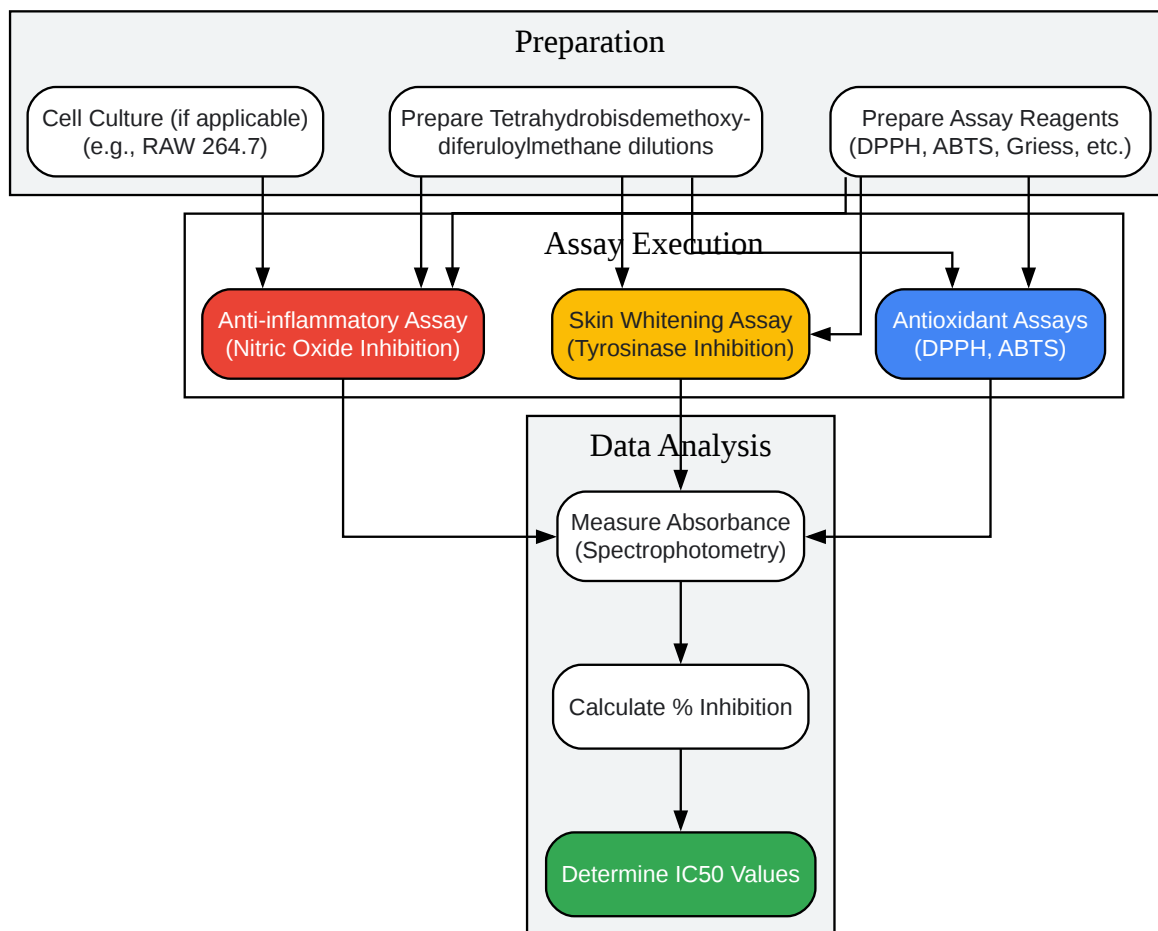 Preparation
Cell Culture (if applicable)
(e.g., RAW 264.7)
Prepare Tetrahydrobisdemethoxy-
diferuloylmethane dilutions
Prepare Assay Reagents
(DPPH, ABTS, Griess, etc.)
Assay Execution
Anti-inflammatory Assay
(Nitric Oxide Inhibition)
Skin Whitening Assay
(Tyrosinase Inhibition)
Antioxidant Assays
(DPPH, ABTS)
Data Analysis
Measure Absorbance
(Spectrophotometry)
Calculate % Inhibition
Determine IC50 Values